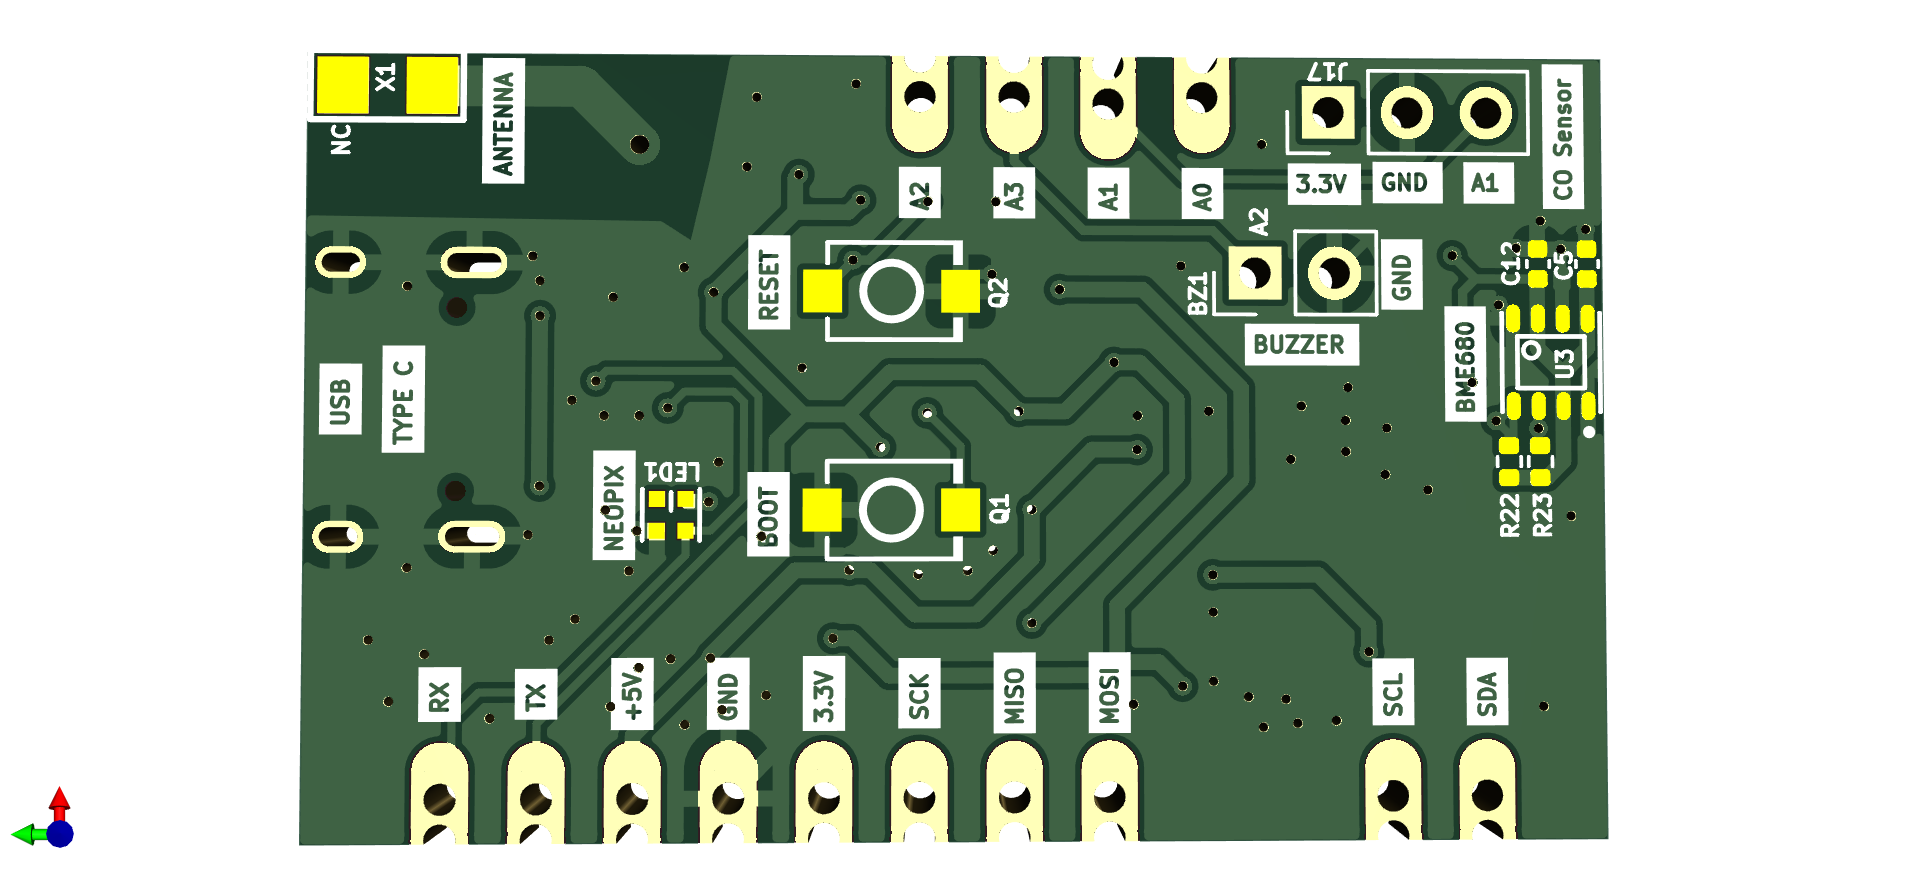 X1
NC
ANTENNA
J17
A2
A3
A1
A0
3.3V
GND
A1
CO Sensor
RESET
Q2
A2
BZ1
GND
BUZZER
C12
C5
BME680
U3
USB
TYPE C
NEOPIX
LED1
BOOT
Q1
R22
R23
RX
TX
+5V
GND
3.3V
SCK
MISO
MOSI
SCL
SDA